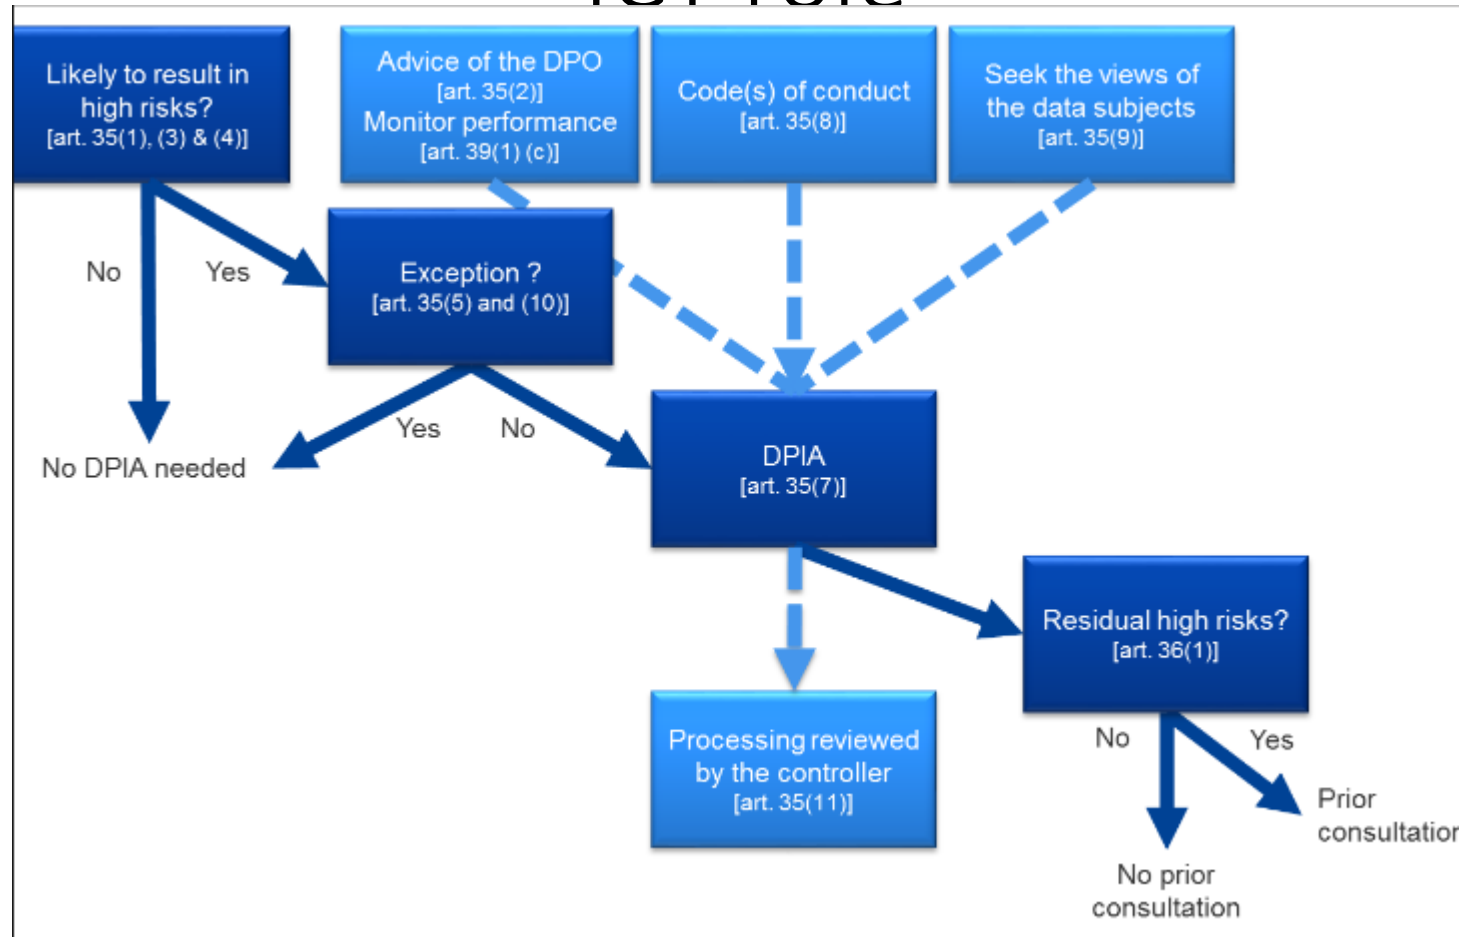 Likely to result in
high risks?
[art. 35(1), (3) & (4)]
Advice of the DPO
[art. 35(2)]
Monitor performance
[art. 39(1) (c)]
Code(s) of conduct
[art. 35(8)]
Seek the views of
the data subjects
[art. 35(9)]
No
Yes
Exception ?
[art. 35(5) and (10)]
Yes
No
No DPIA needed
DPIA
[art. 35(7)]
Residual high risks?
[art. 36(1)]
Processing reviewed
by the controller
[art. 35(11)]
No
Yes
Prior
consultation
No prior
consultation